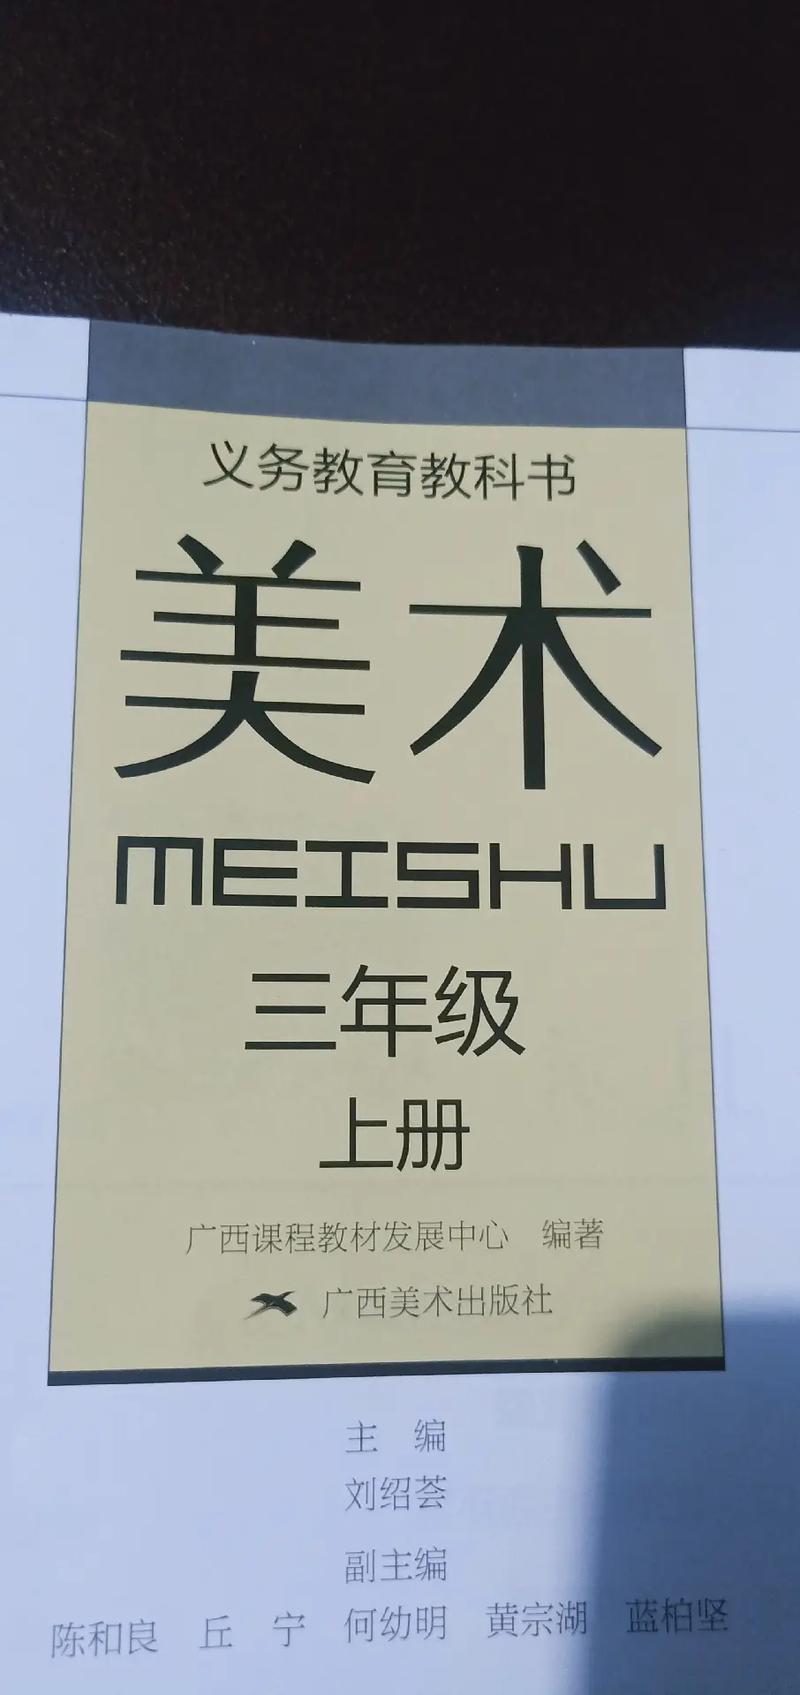 义务教育教科书
美术
MEISHU
三年级
上册
广西课程教材发展中心 编著
广西美术出版社
主 编
刘绍荟
副主编
陈和良 丘 宁 何幼明 黄宗湖 蓝柏坚